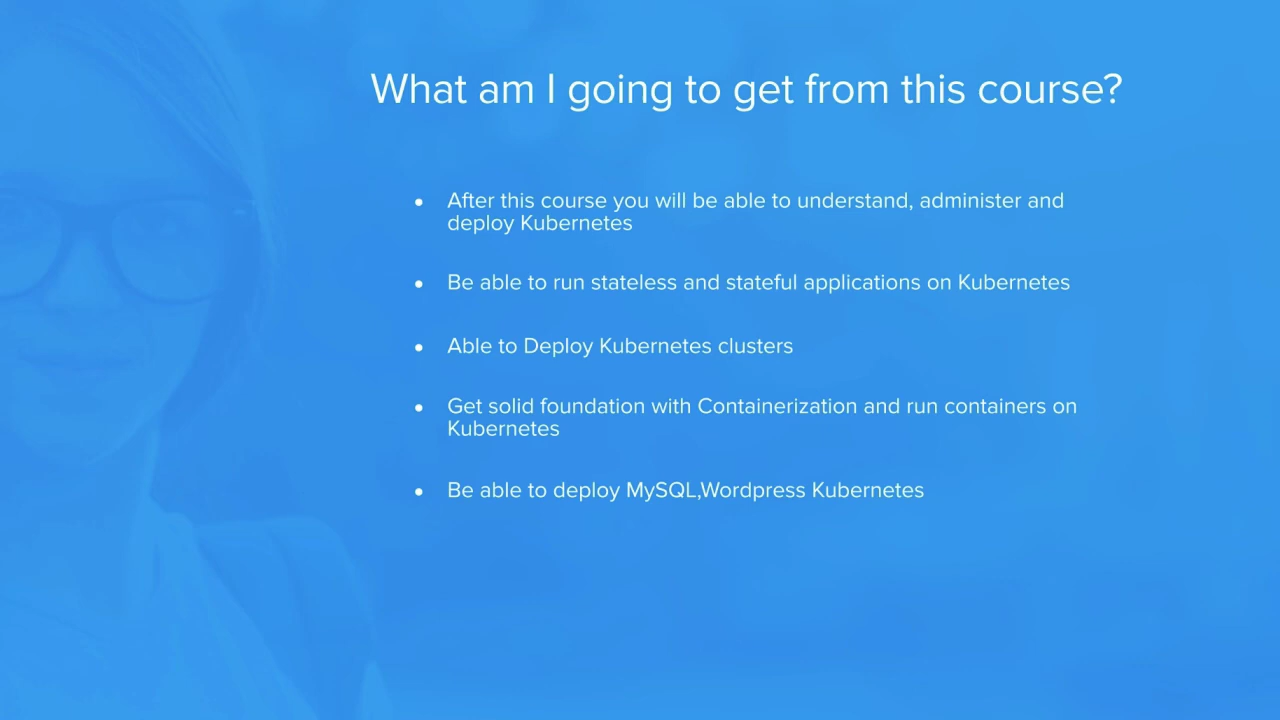 What am I going to get from this course?
• After this course you will be able to understand, administer and
deploy Kubernetes
• Be able to run stateless and stateful applications on Kubernetes
• Able to Deploy Kubernetes clusters
• Get solid foundation with Containerization and run containers on
Kubernetes
• Be able to deploy MySQL,Wordpress Kubernetes